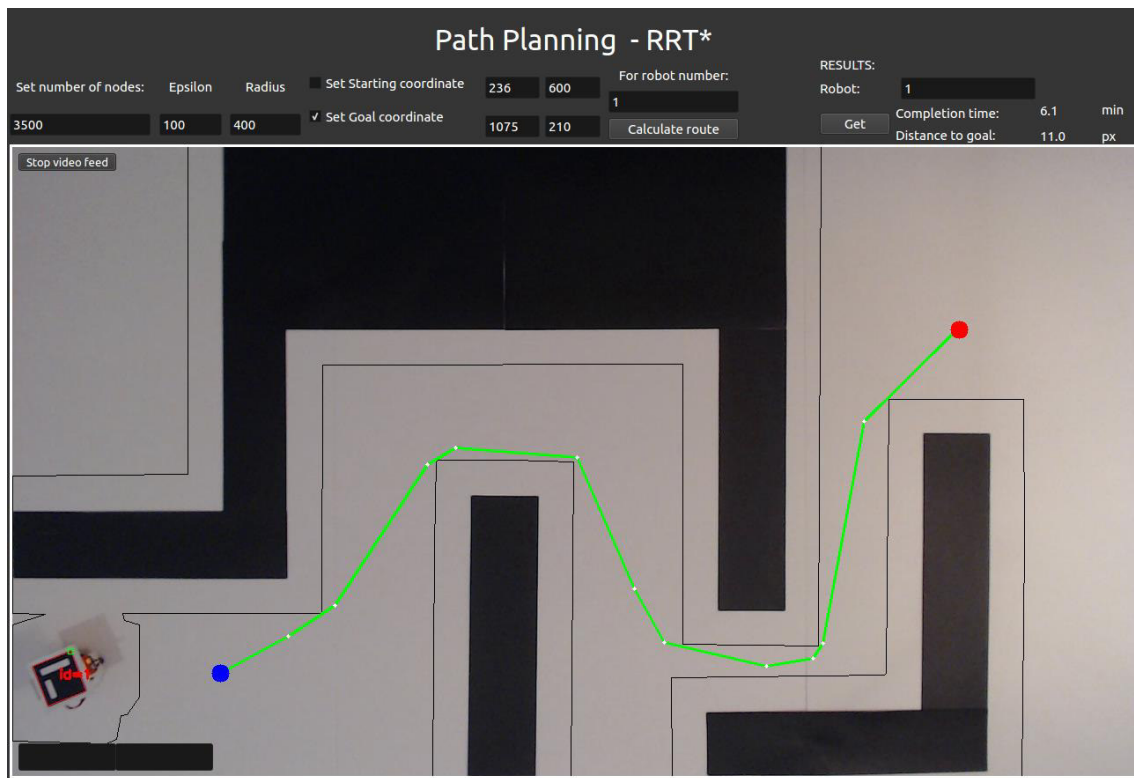 Path Planning - RRT*
Set number of nodes: Epsilon Radius
3500 100 400
Set Starting coordinate 236 600
Set Goal coordinate 1075 210
For robot number:
1
Calculate route
RESULTS:
Robot: 1
Get
Completion time: 6.1 min
Distance to goal: 11.0 px
Stop video feed